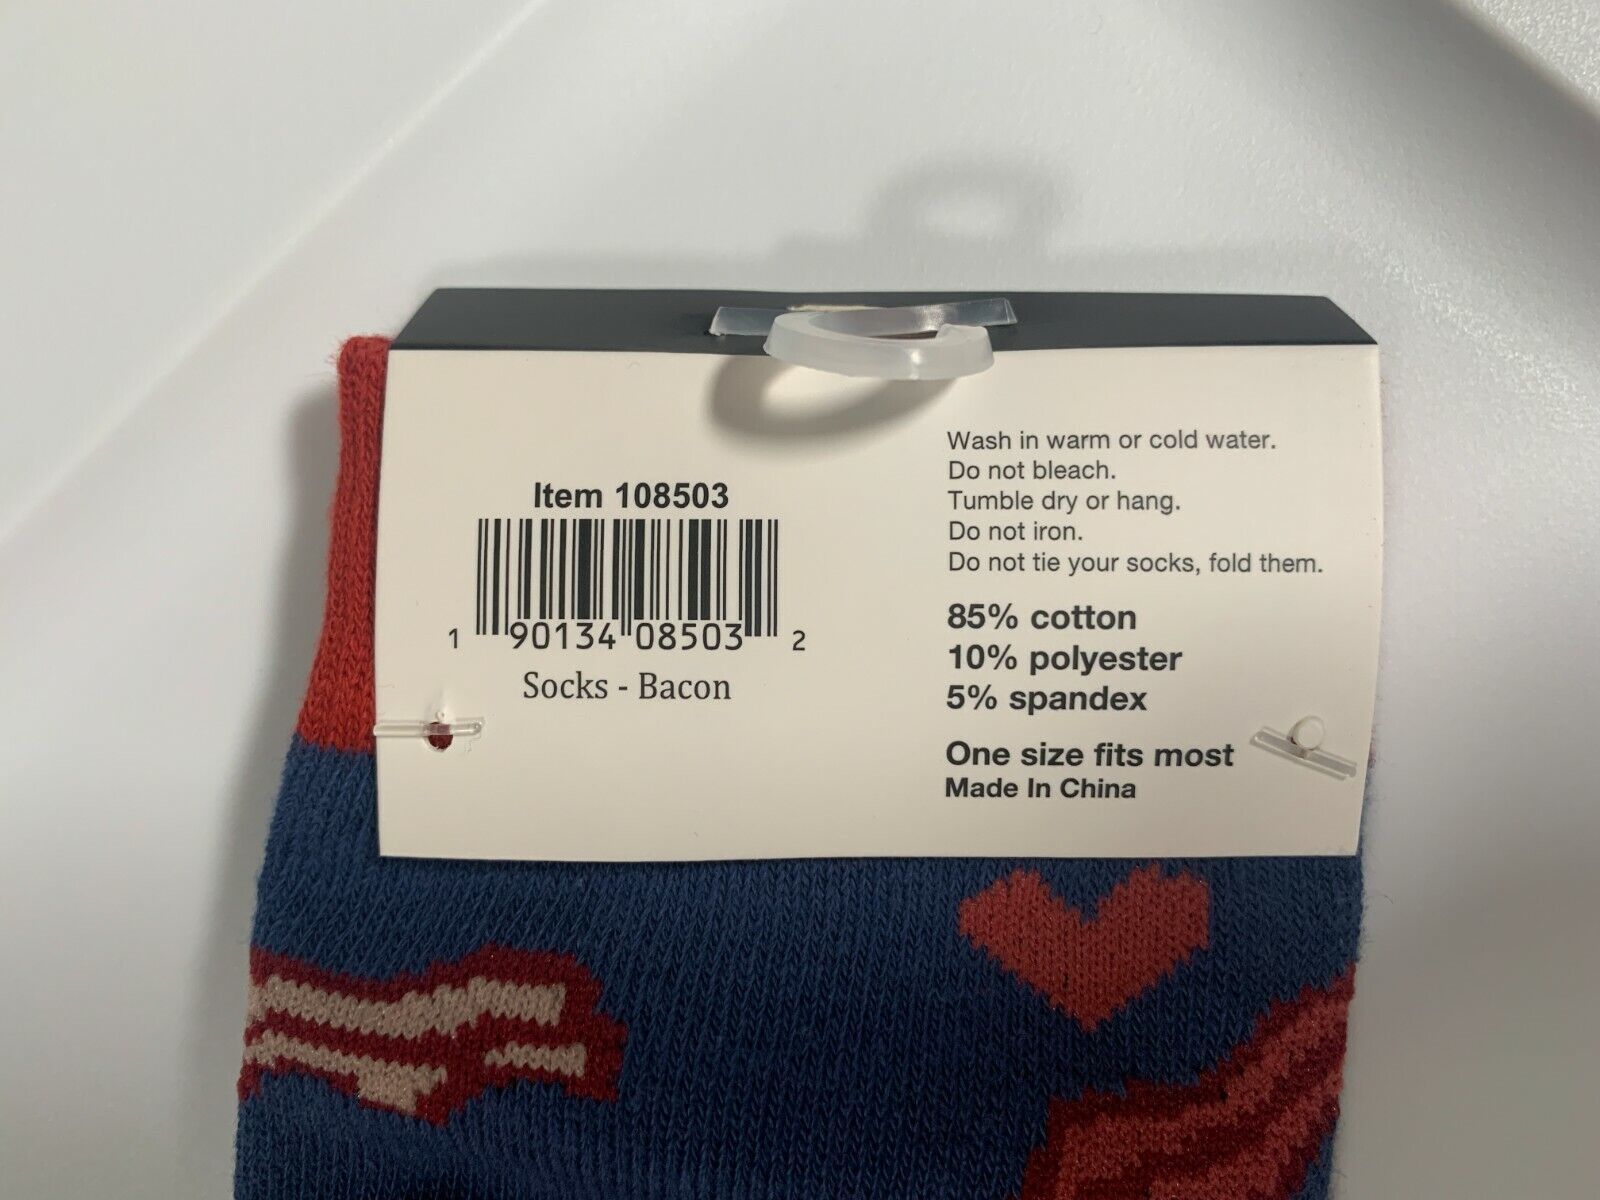 Item 108503
1 90134 08503 2
Socks - Bacon
Wash in warm or cold water.
Do not bleach.
Tumble dry or hang.
Do not iron.
Do not tie your socks, fold them.
85% cotton
10% polyester
5% spandex
One size fits most
Made In China